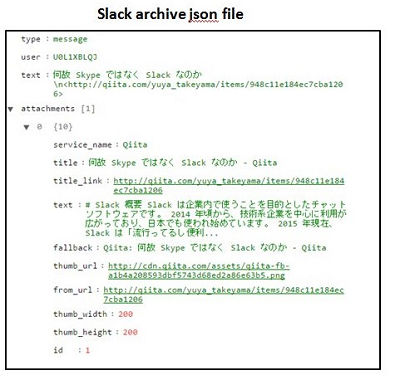 Slack archive json file
type : message
user : U0L1XBLQJ
text : 何故 Skype ではなく Slack なのか
\n<http://qiita.com/yuya_takeyama/items/948c11e184ec7cba120
6>
▼ attachments [1]
▼ 0 {10}
service_name : Qiita
title : 何故 Skype ではなく Slack なのか - Qiita
title_link : http://qiita.com/yuya_takeyama/items/948c11e184
ec7cba1206
text : # Slack 概要 Slack は企業内で使うことを目的としたチャット
ソフトウェアです。 2014 年頃から、技術系企業を中心に利用が
広がっており、日本でも使われ始めています。 2015 年現在、
Slack は「流行ってるし便利...
fallback : Qiita: 何故 Skype ではなく Slack なのか - Qiita
thumb_url : http://cdn.qiita.com/assets/qiita-fb-
a1b4a208593dbf5743d68ed2a86e63b5.png
from_url : http://qiita.com/yuya_takeyama/items/948c11e184ec
7cba1206
thumb_width : 200
thumb_height : 200
id : 1